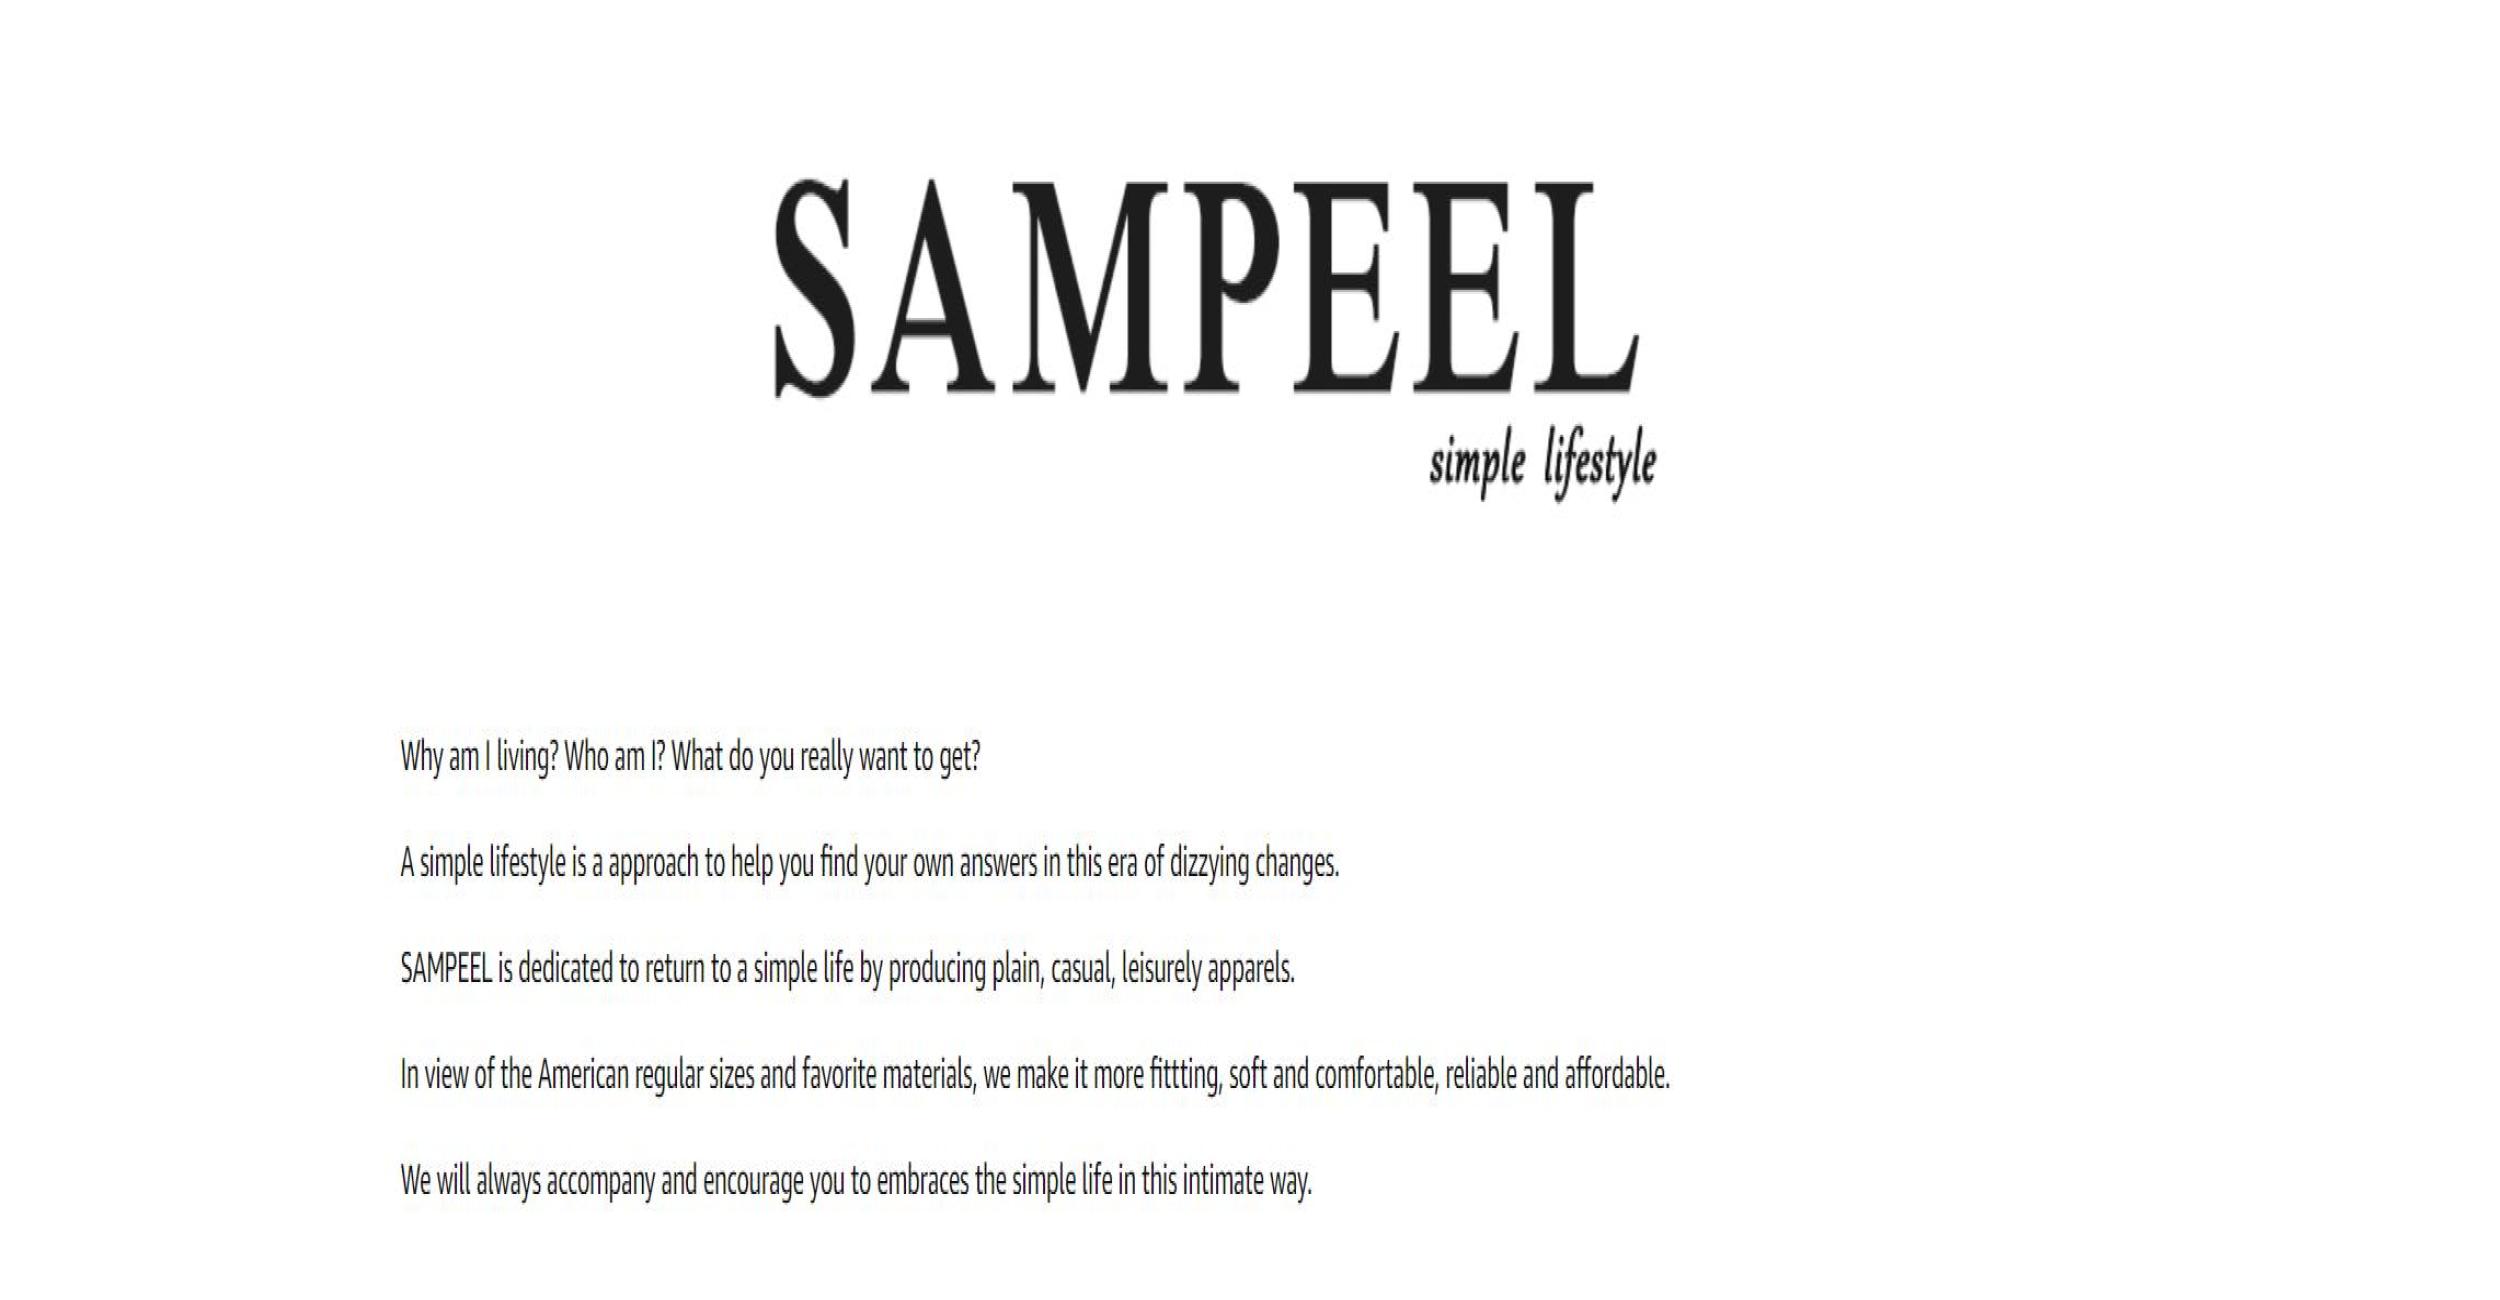 SAMPEEL
simple lifestyle
Why am I living? Who am I? What do you really want to get?
A simple lifestyle is a approach to help you find your own answers in this era of dizzying changes.
SAMPEEL is dedicated to return to a simple life by producing plain, casual, leisurely apparels.
In view of the American regular sizes and favorite materials, we make it more fittting, soft and comfortable, reliable and affordable.
We will always accompany and encourage you to embraces the simple life in this intimate way.